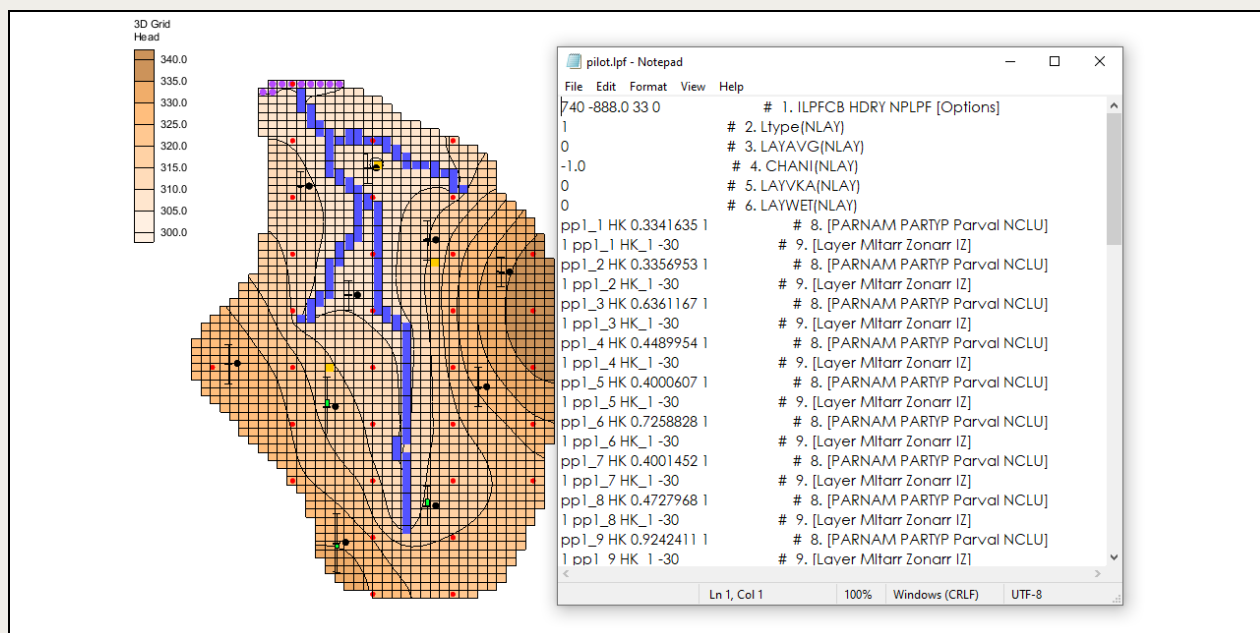 3D Grid
Head
340.0
335.0
330.0
325.0
320.0
315.0
310.0
305.0
300.0
pilot.lpf - Notepad
File Edit Format View Help
740 -888.0 33 0 # 1. ILPFCB HDRY NPLPF [Options]
1 # 2. Ltype(NLAY)
0 # 3. LAYAVG(NLAY)
-1.0 # 4. CHANI(NLAY)
0 # 5. LAYVKA(NLAY)
0 # 6. LAYWET(NLAY)
pp1_1 HK 0.3341635 1 # 8. [PARNAM PARTYP Parval NCLU]
1 pp1_1 HK_1 -30 # 9. [Layer Mltarr Zonarr IZ]
pp1_2 HK 0.3356953 1 # 8. [PARNAM PARTYP Parval NCLU]
1 pp1_2 HK_1 -30 # 9. [Layer Mltarr Zonarr IZ]
pp1_3 HK 0.6361167 1 # 8. [PARNAM PARTYP Parval NCLU]
1 pp1_3 HK_1 -30 # 9. [Layer Mltarr Zonarr IZ]
pp1_4 HK 0.4489954 1 # 8. [PARNAM PARTYP Parval NCLU]
1 pp1_4 HK_1 -30 # 9. [Layer Mltarr Zonarr IZ]
pp1_5 HK 0.4000607 1 # 8. [PARNAM PARTYP Parval NCLU]
1 pp1_5 HK_1 -30 # 9. [Layer Mltarr Zonarr IZ]
pp1_6 HK 0.7258828 1 # 8. [PARNAM PARTYP Parval NCLU]
1 pp1_6 HK_1 -30 # 9. [Layer Mltarr Zonarr IZ]
pp1_7 HK 0.4001452 1 # 8. [PARNAM PARTYP Parval NCLU]
1 pp1_7 HK_1 -30 # 9. [Layer Mltarr Zonarr IZ]
pp1_8 HK 0.4727968 1 # 8. [PARNAM PARTYP Parval NCLU]
1 pp1_8 HK_1 -30 # 9. [Layer Mltarr Zonarr IZ]
pp1_9 HK 0.9242411 1 # 8. [PARNAM PARTYP Parval NCLU]
1 pp1_9 HK_1 -30 # 9. [Layer Mltarr Zonarr IZ]
Ln 1, Col 1 100% Windows (CRLF) UTF-8